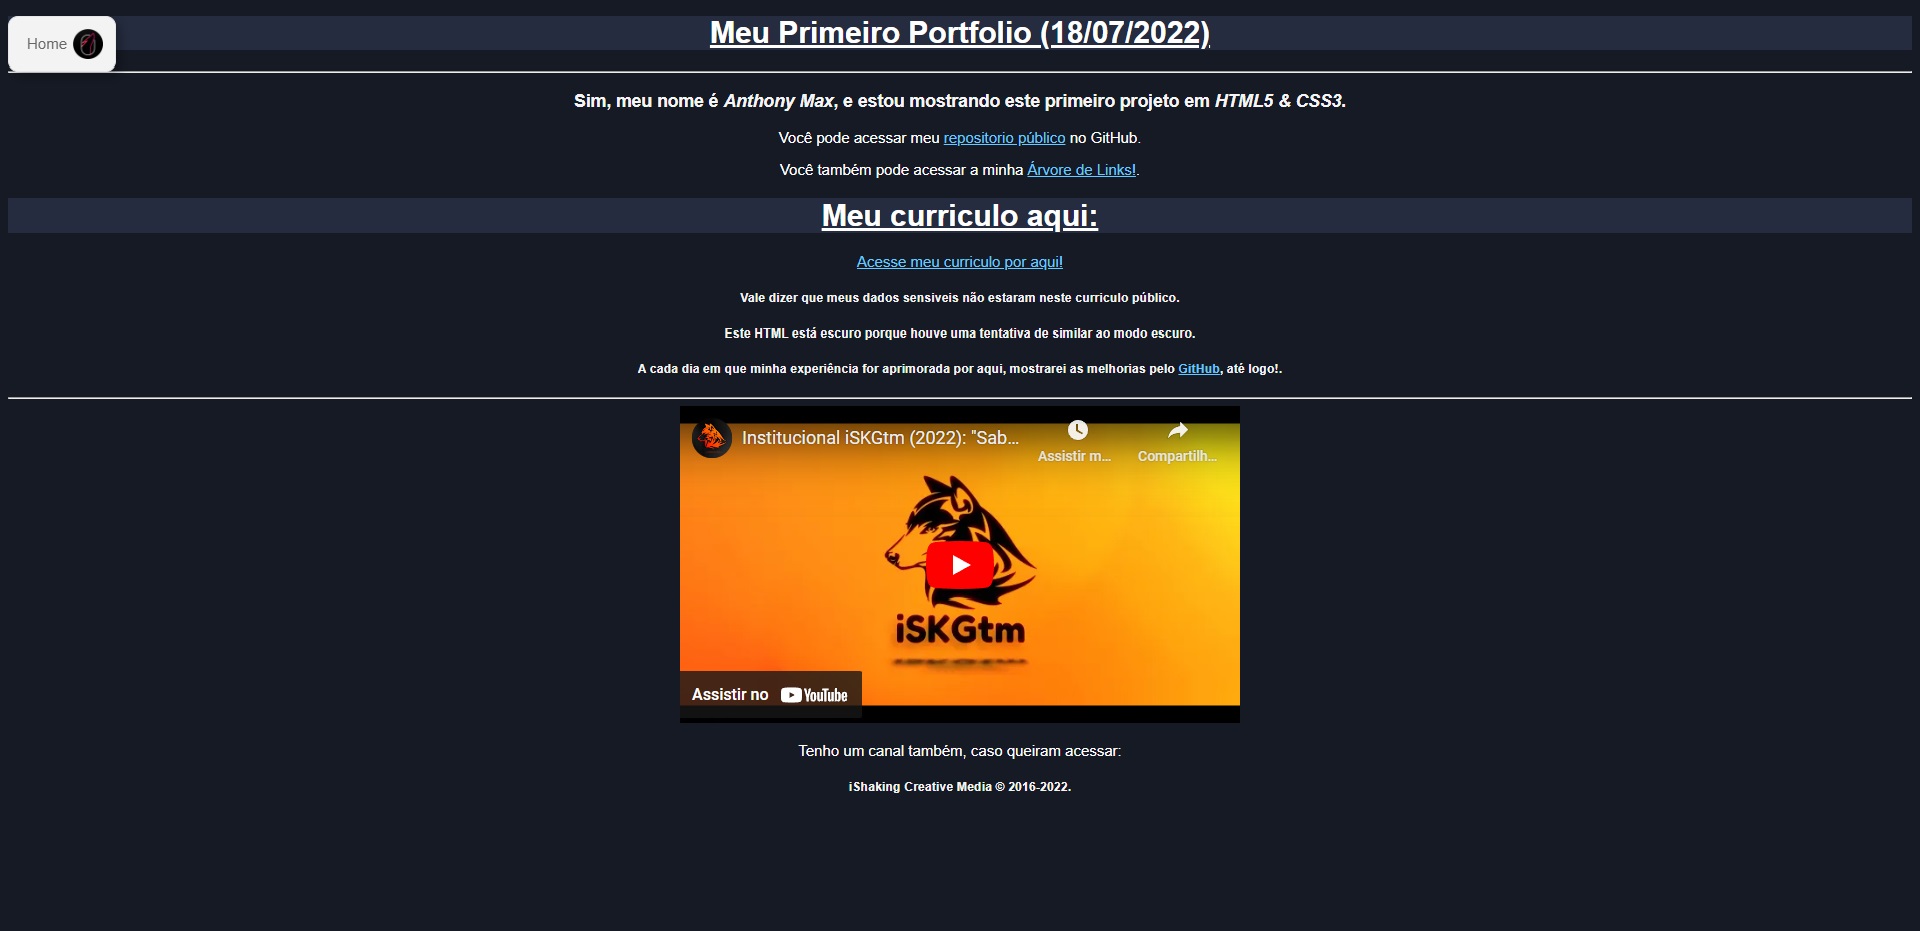 Home
Meu Primeiro Portfolio (18/07/2022)
Sim, meu nome é Anthony Max, e estou mostrando este primeiro projeto em HTML5 & CSS3.
Você pode acessar meu repositorio público no GitHub.
Você também pode acessar a minha Árvore de Links!.
Meu curriculo aqui:
Acesse meu curriculo por aqui!
Vale dizer que meus dados sensiveis não estaram neste curriculo público.
Este HTML está escuro porque houve uma tentativa de similar ao modo escuro.
A cada dia em que minha experiência for aprimorada por aqui, mostrarei as melhorias pelo GitHub, até logo!.
Institucional iSKGtm (2022): "Sab...
Assistir m...
Compartilh...
iSKGtm
Assistir no YouTube
Tenho um canal também, caso queiram acessar:
iShaking Creative Media © 2016-2022.